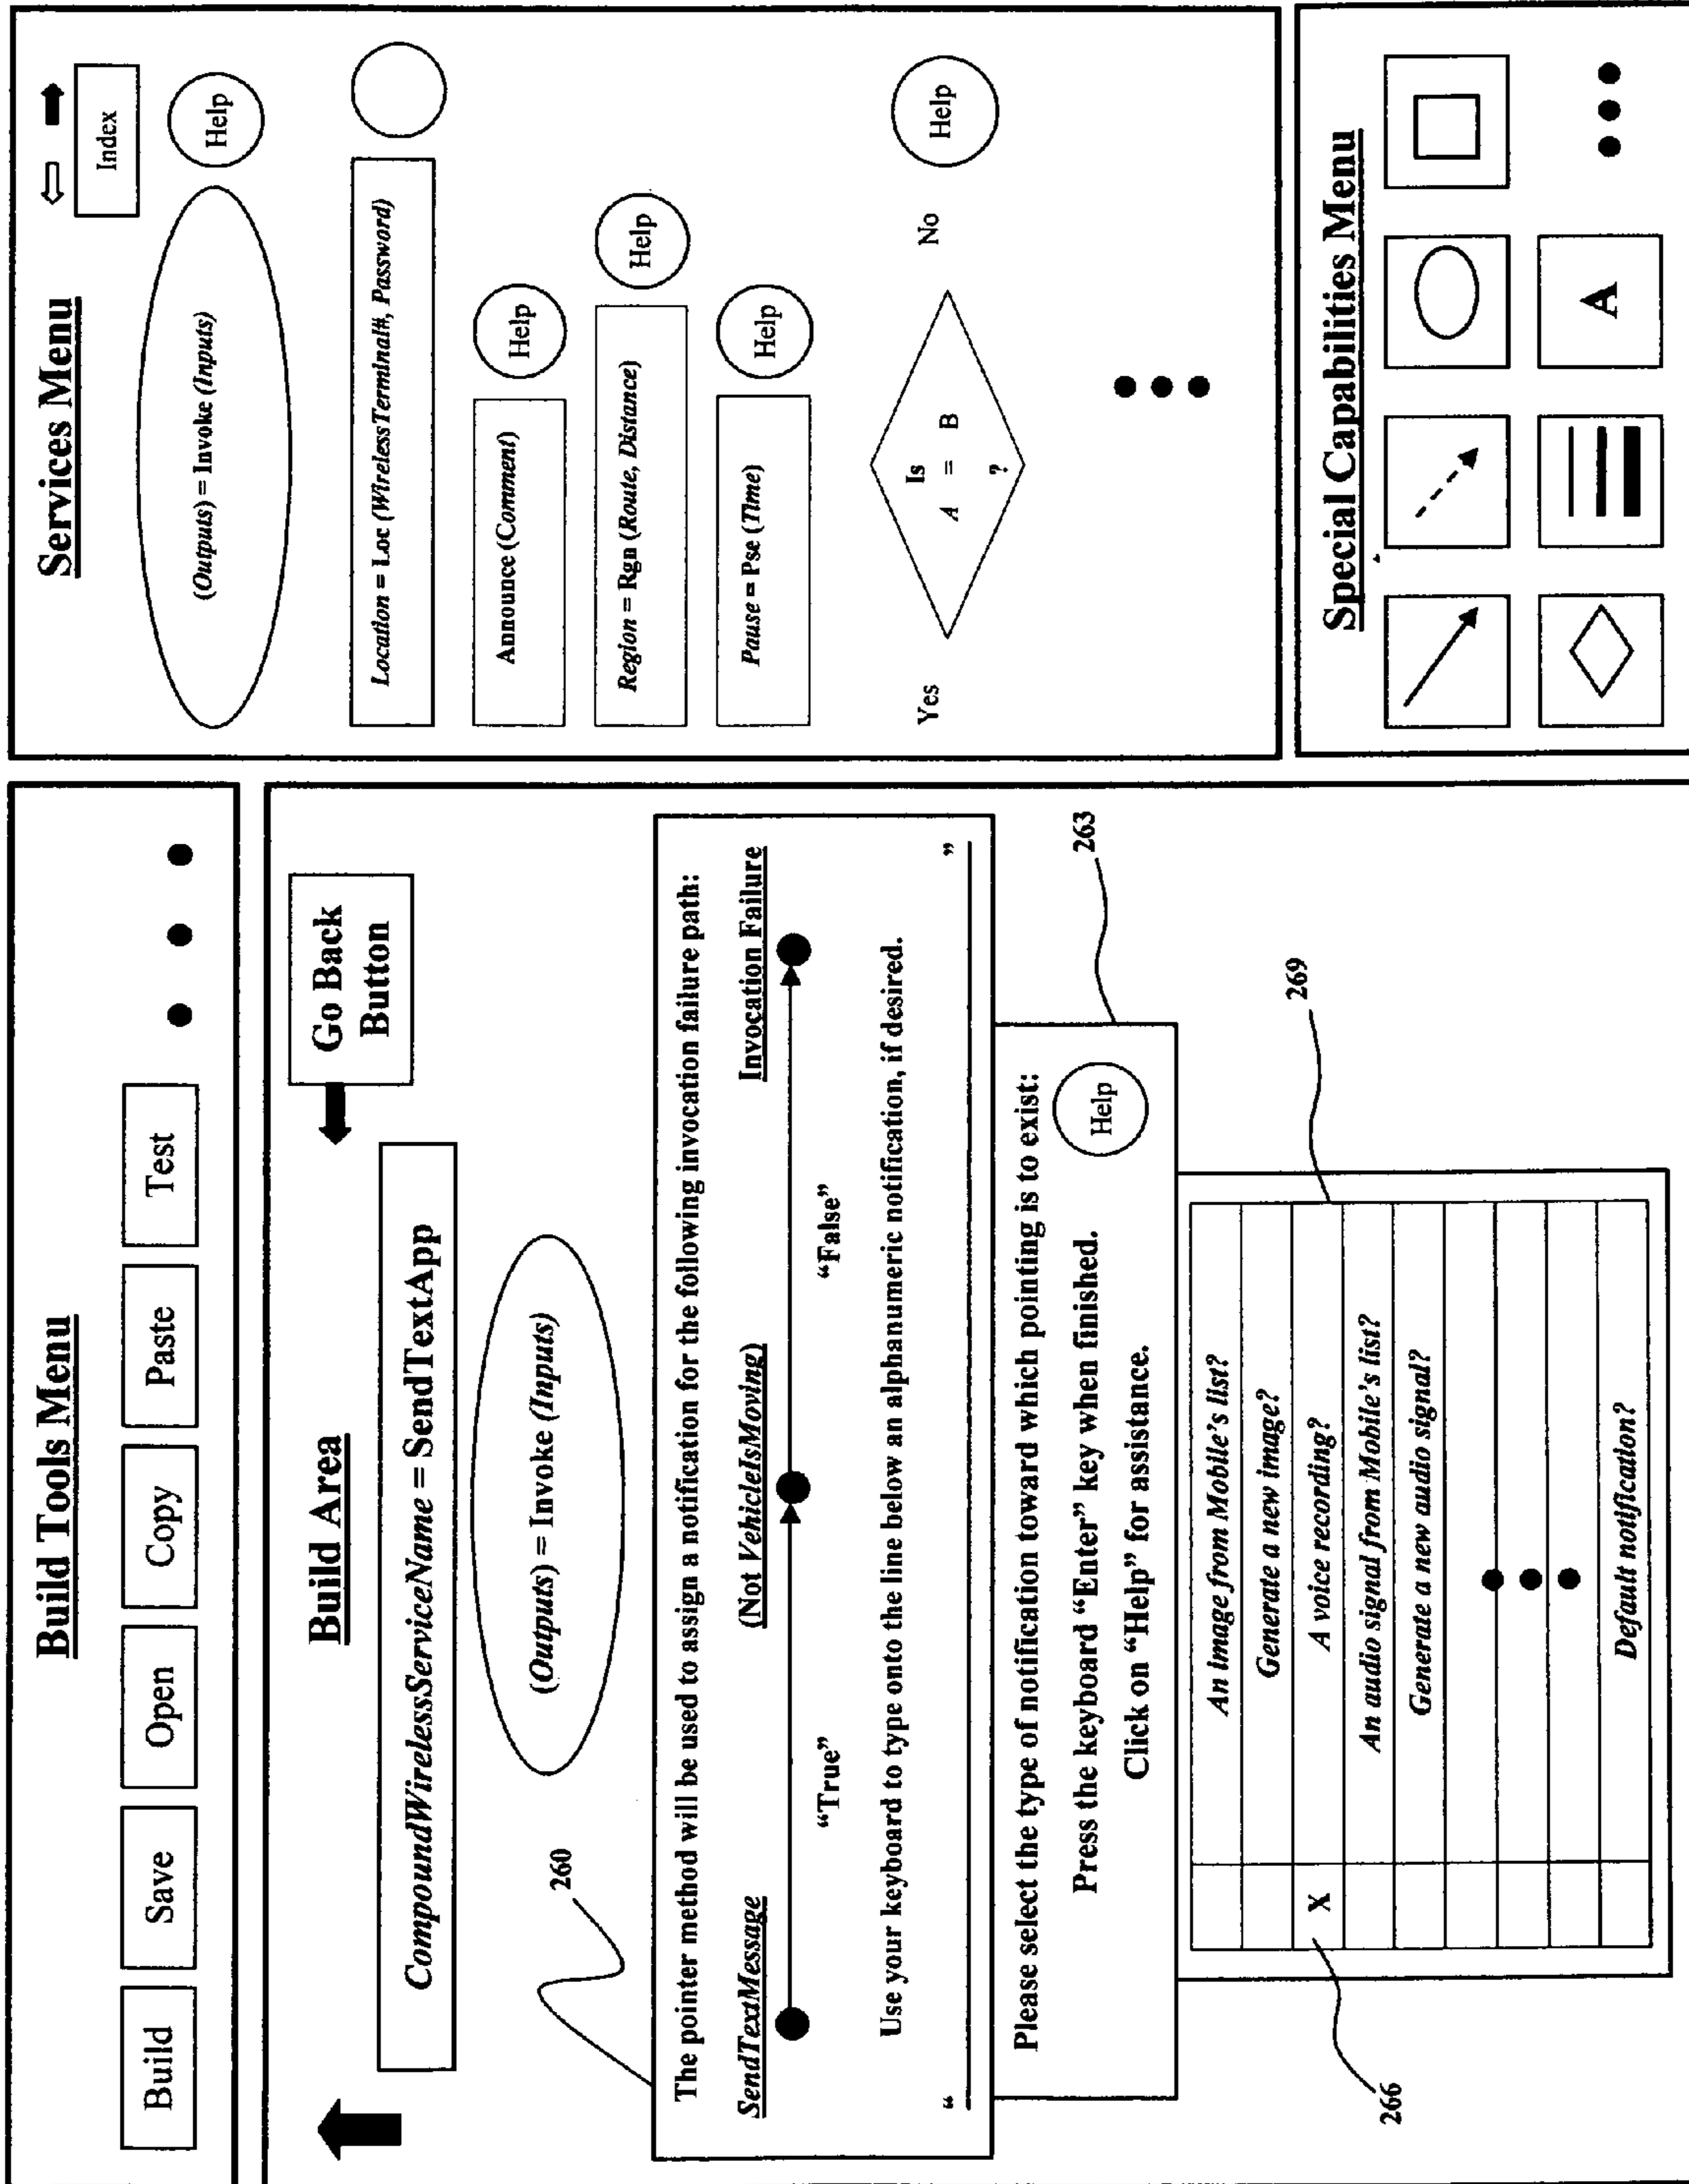 Build Tools Menu
Build
Save
Open
Copy
Paste
Test
Build Area
Go Back
Button
CompoundWirelessServiceName = SendTextApp
(Outputs) = Invoke (Inputs)
260
The pointer method will be used to assign a notification for the following invocation failure path:
SendTextMessage
(Not VehicleIsMoving)
Invocation Failure
“True”
“False”
Use your keyboard to type onto the line below an alphanumeric notification, if desired.
“ ”
263
Please select the type of notification toward which pointing is to exist:
Press the keyboard “Enter” key when finished.
Click on “Help” for assistance.
Help
269
An image from Mobile's list?
Generate a new image?
X A voice recording?
An audio signal from Mobile's list?
Generate a new audio signal?
Default notification?
266
Services Menu
Index
(Outputs) = Invoke (Inputs)
Help
Location = Loc (WirelessTerminal#, Password)
Announce (Comment)
Help
Region = Rgn (Route, Distance)
Help
Pause = Pse (Time)
Help
Yes
Is
A = B
?
No
Help
Special Capabilities Menu
A